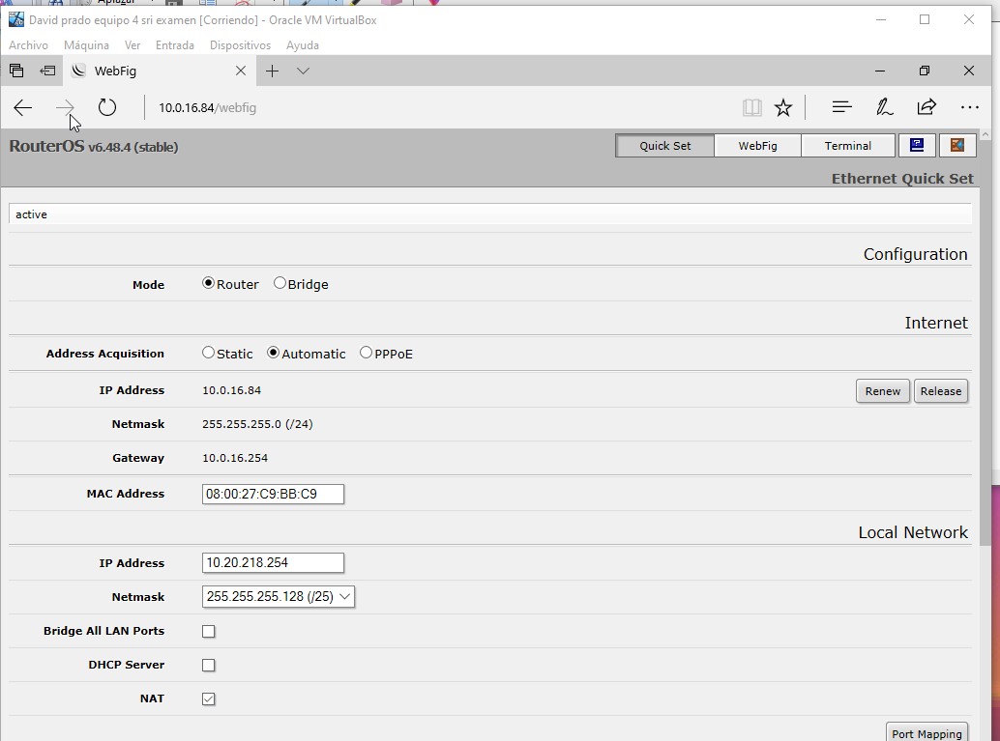 Aplazar
David prado equipo 4 sri examen [Corriendo] - Oracle VM VirtualBox
Archivo Máquina Ver Entrada Dispositivos Ayuda
WebFig
10.0.16.84/webfig
RouterOS v6.48.4 (stable) Quick Set WebFig Terminal
Ethernet Quick Set
active
Configuration
Mode Router Bridge
Internet
Address Acquisition Static Automatic PPPoE
IP Address 10.0.16.84 Renew Release
Netmask 255.255.255.0 (/24)
Gateway 10.0.16.254
MAC Address 08:00:27:C9:BB:C9
Local Network
IP Address 10.20.218.254
Netmask 255.255.255.128 (/25)
Bridge All LAN Ports
DHCP Server
NAT
Port Mapping